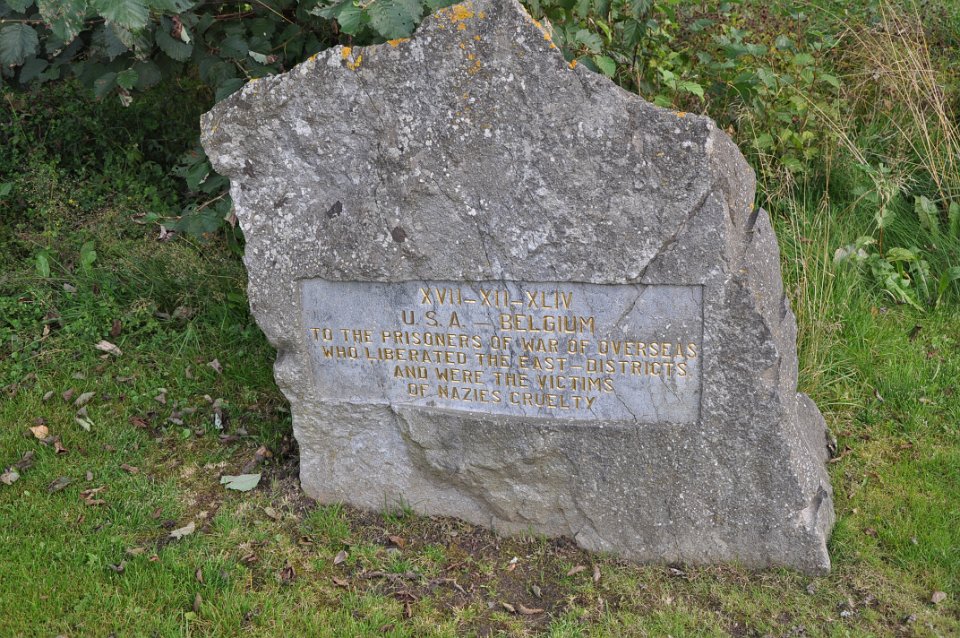 XVII-XII-XLIV
U.S.A. - BELGIUM
TO THE PRISONERS OF WAR OF OVERSEAS
WHO LIBERATED THE EAST-DISTRICTS
AND WERE THE VICTIMS
OF NAZIES CRUELTY